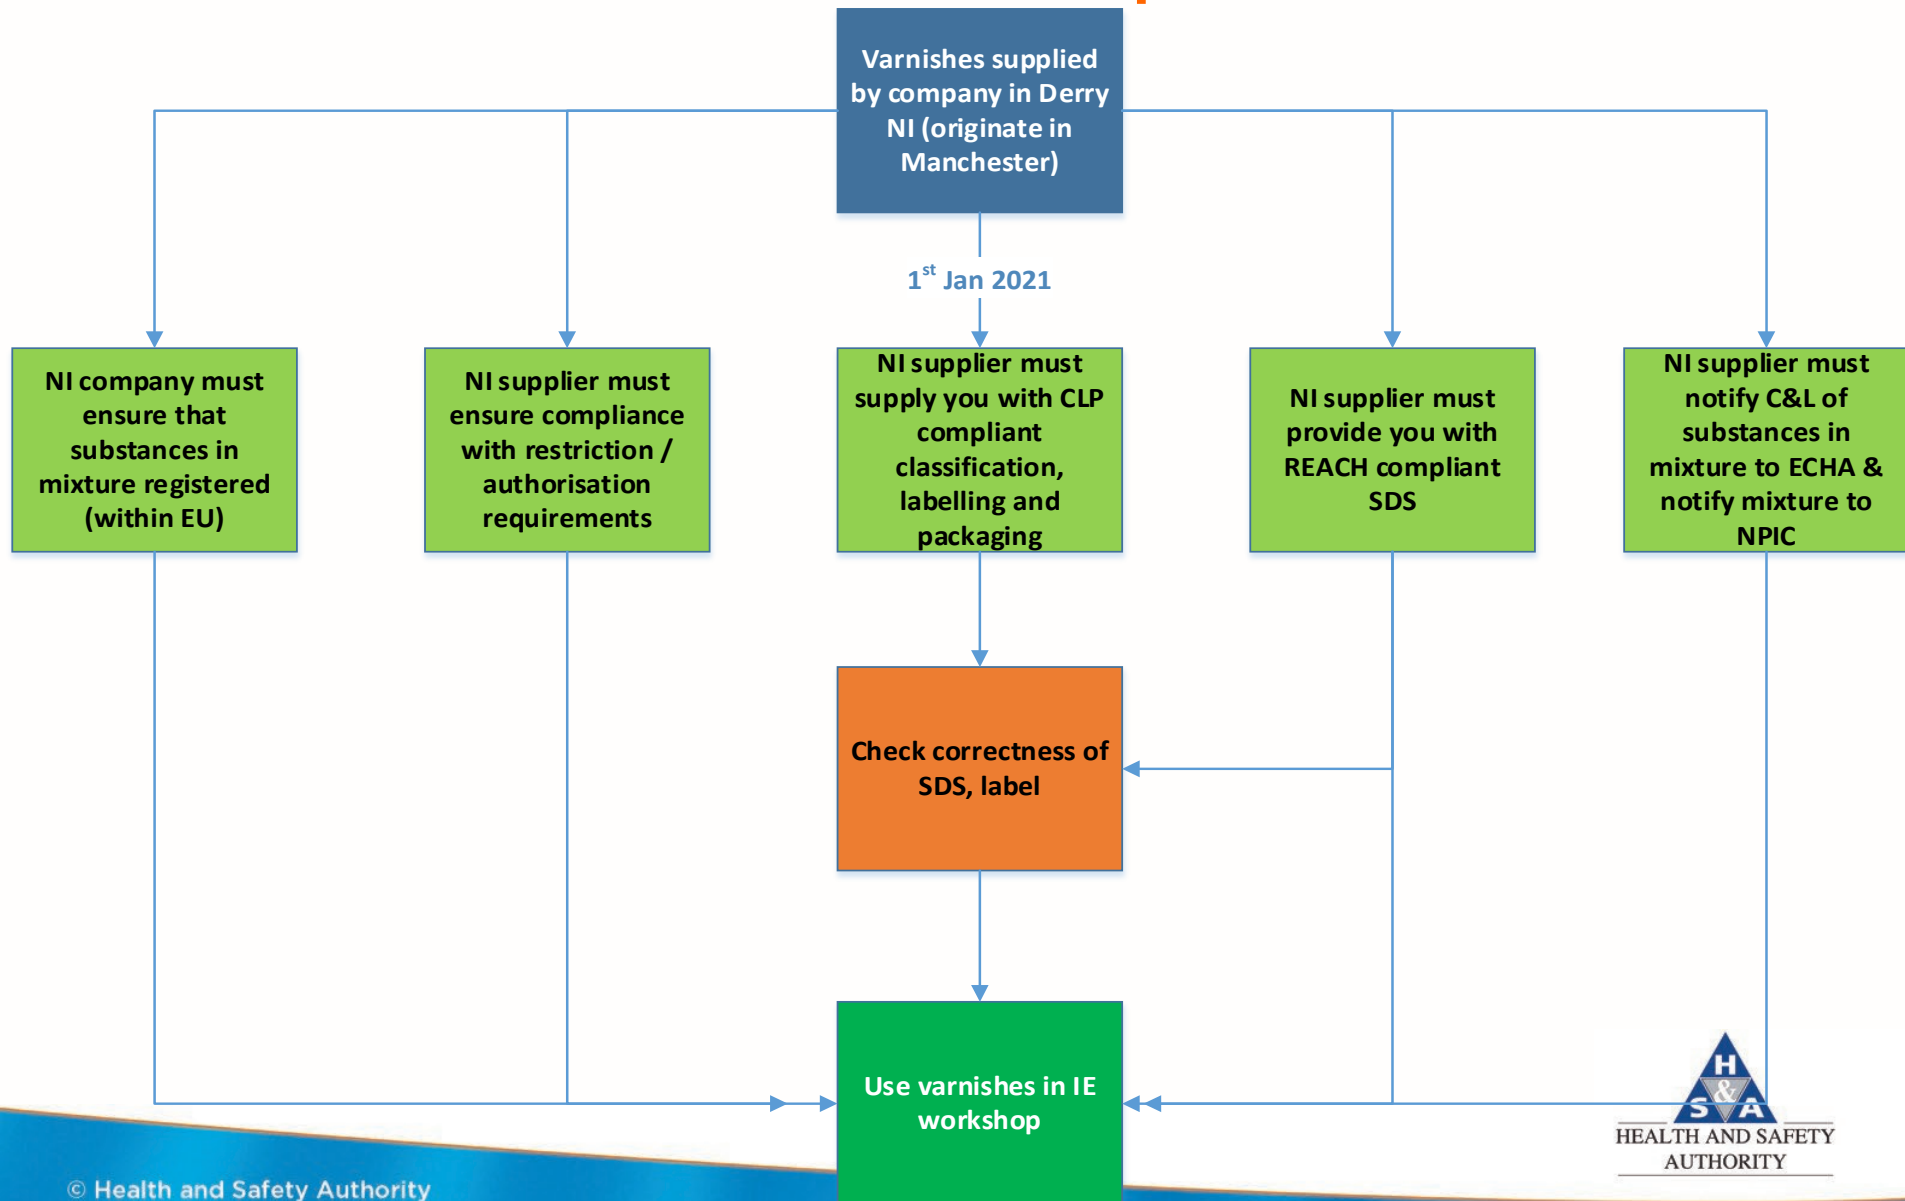 Varnishes supplied
by company in Derry
NI (originate in
Manchester)
1st Jan 2021
NI company must
ensure that
substances in
mixture registered
(within EU)
NI supplier must
ensure compliance
with restriction /
authorisation
requirements
NI supplier must
supply you with CLP
compliant
classification,
labelling and
packaging
NI supplier must
provide you with
REACH compliant
SDS
NI supplier must
notify C&L of
substances in
mixture to ECHA &
notify mixture to
NPIC
Check correctness of
SDS, label
Use varnishes in IE
workshop
H
S & A
HEALTH AND SAFETY
AUTHORITY
© Health and Safety Authority